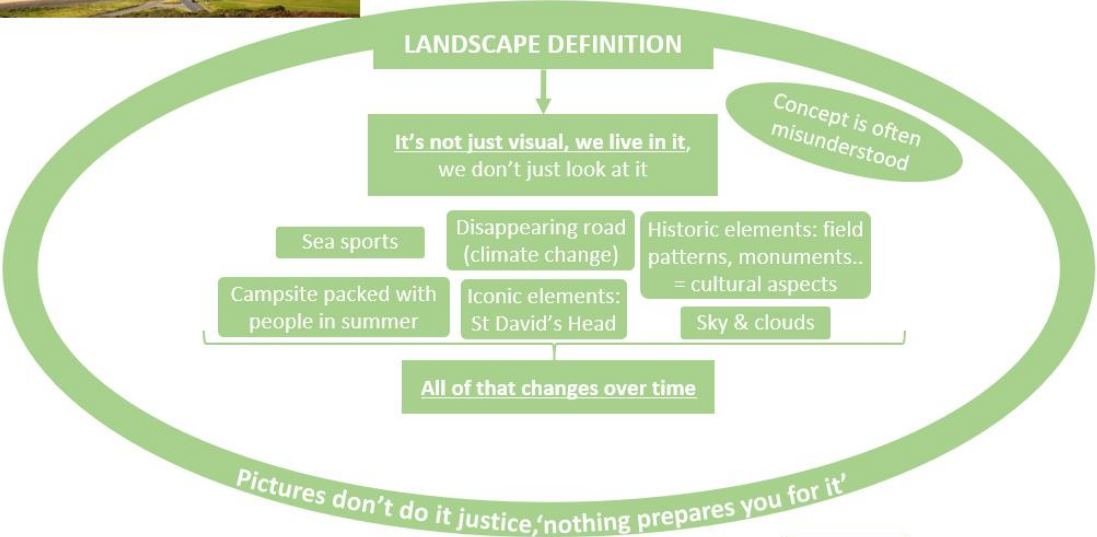 LANDSCAPE DEFINITION
Concept is often
misunderstood
It's not just visual, we live in it,
we don't just look at it
Sea sports
Disappearing road
(climate change)
Historic elements: field
patterns, monuments..
= cultural aspects
Campsite packed with
people in summer
Iconic elements:
St David's Head
Sky & clouds
All of that changes over time
Pictures don't do it justice,'nothing prepares you for it'